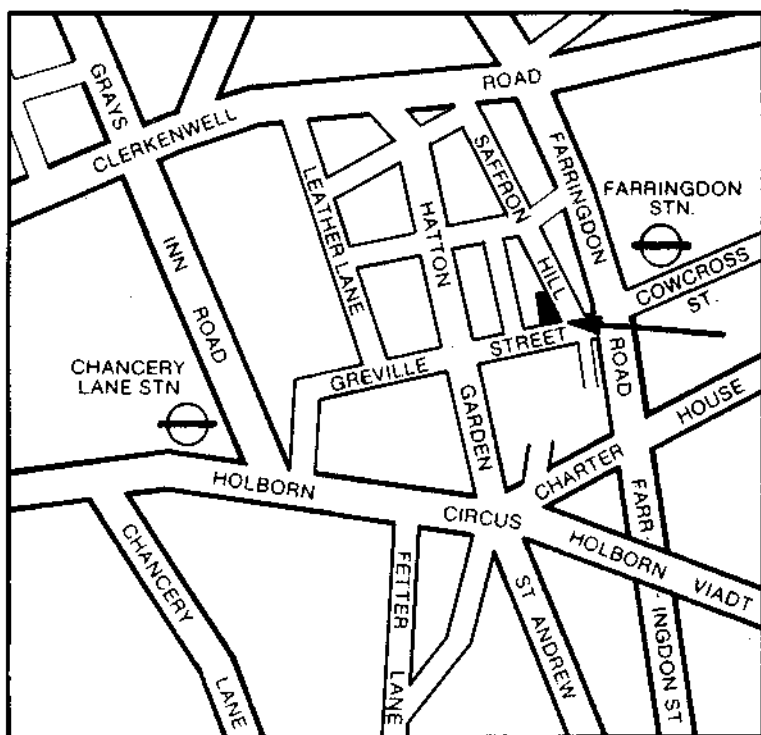 GRAYS
INN
ROAD
CLERKENWELL
ROAD
LEATHER LANE
HATTON
GARDEN
SAFFRON
HILL
FARRINGDON
ROAD
FARRINGDON
STN.
COWCROSS
ST.
CHANCERY
LANE STN
GREVILLE
STREET
HOLBORN
CIRCUS
CHARTER
HOUSE
HOLBORN
VIADT
FARR
INGDON ST
ST ANDREW
FETTER
LANE
CHANCERY
LANE